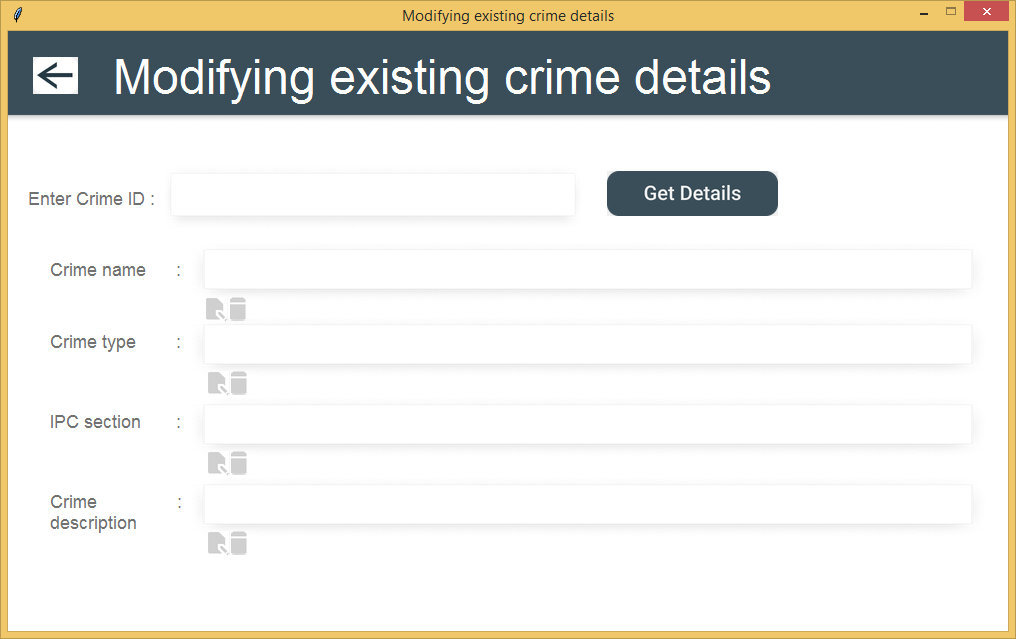 Modifying existing crime details
Modifying existing crime details
Enter Crime ID :
Get Details
Crime name :
Crime type :
IPC section :
Crime :
description